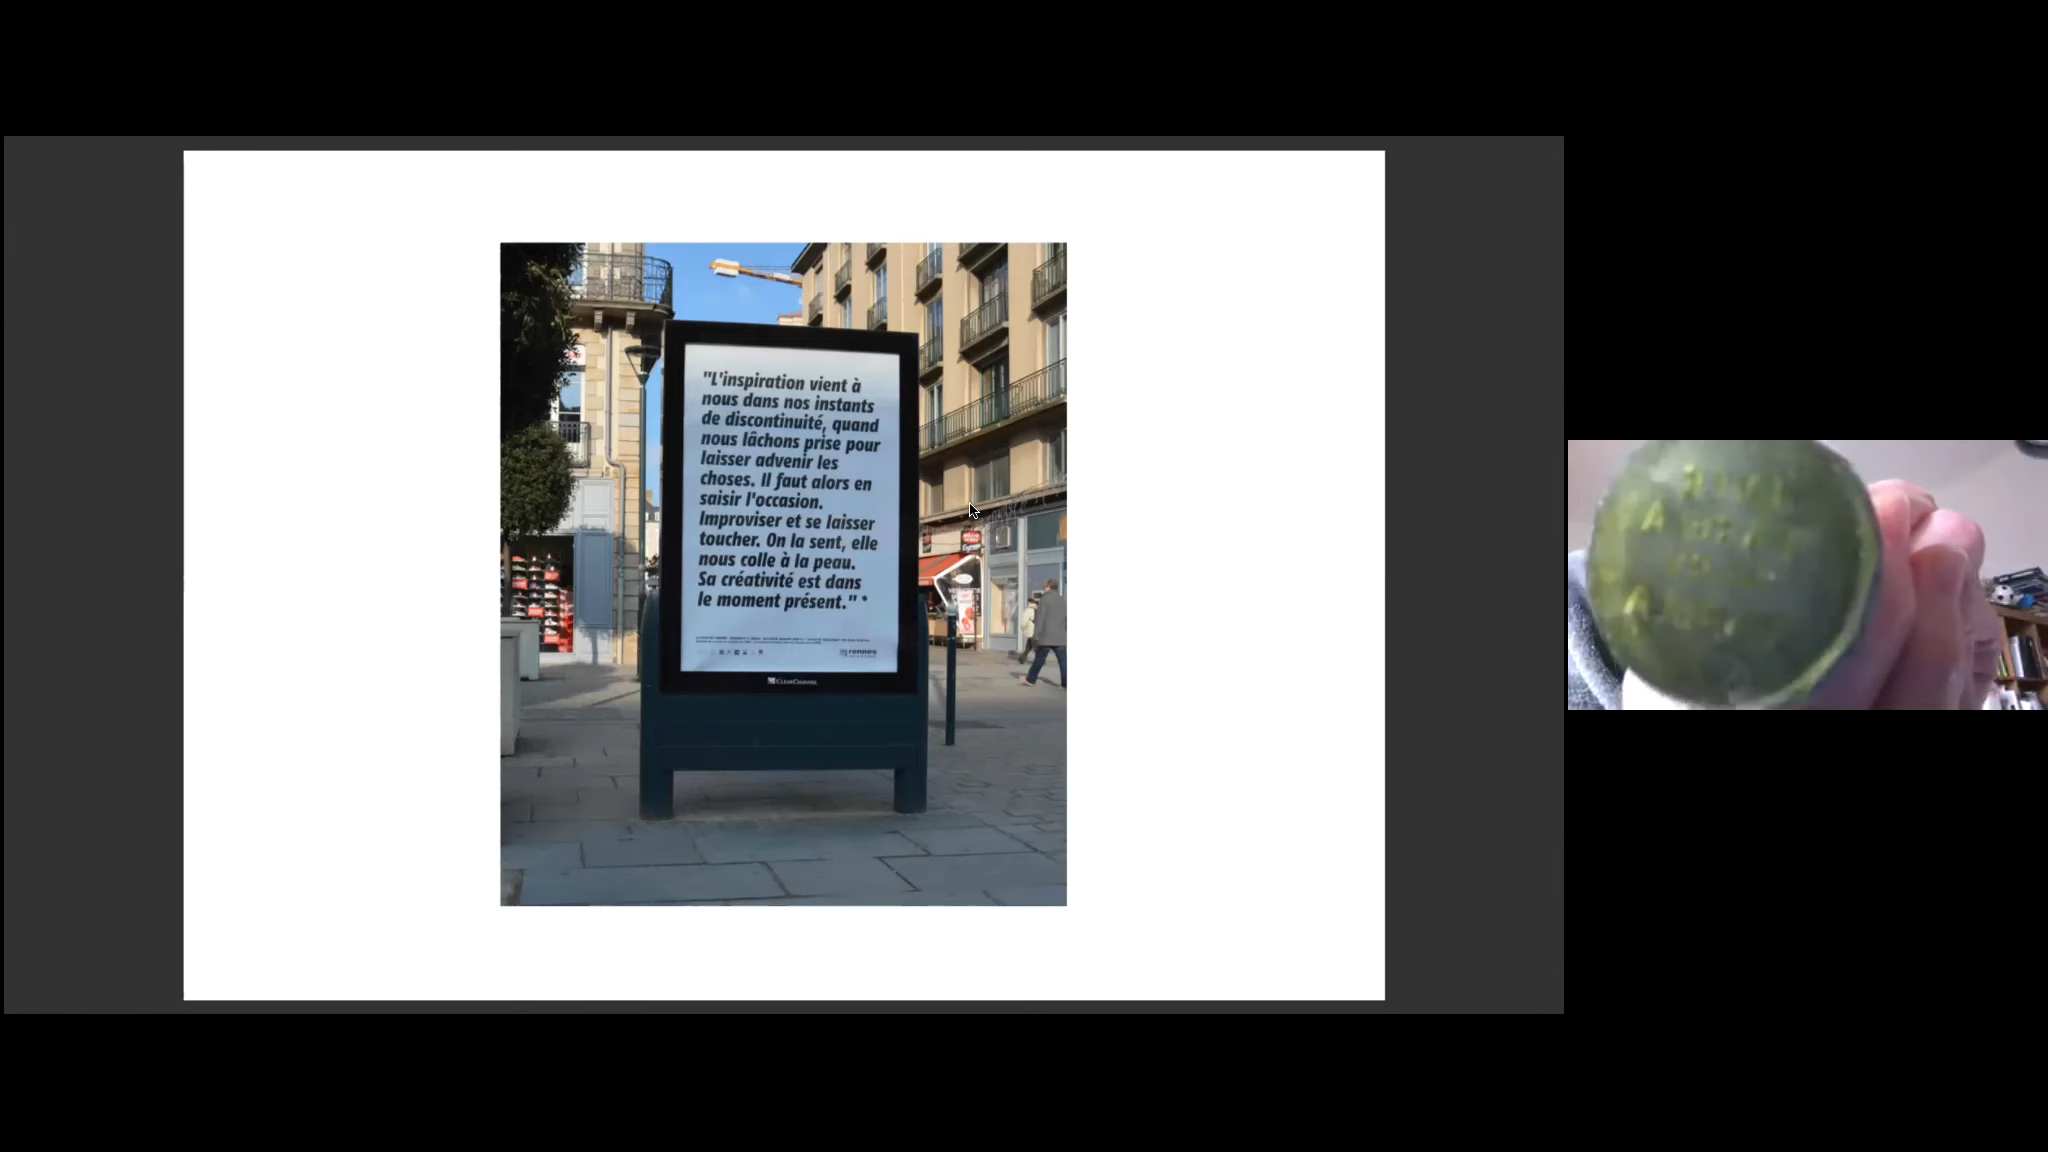 "L'inspiration vient à
nous dans nos instants
de discontinuité, quand
nous lâchons prise pour
laisser advenir les
choses. Il faut alors en
saisir l'occasion.
Improviser et se laisser
toucher. On la sent, elle
nous colle à la peau.
Sa créativité est dans
le moment présent." *
rennes
CLEARCHANNEL